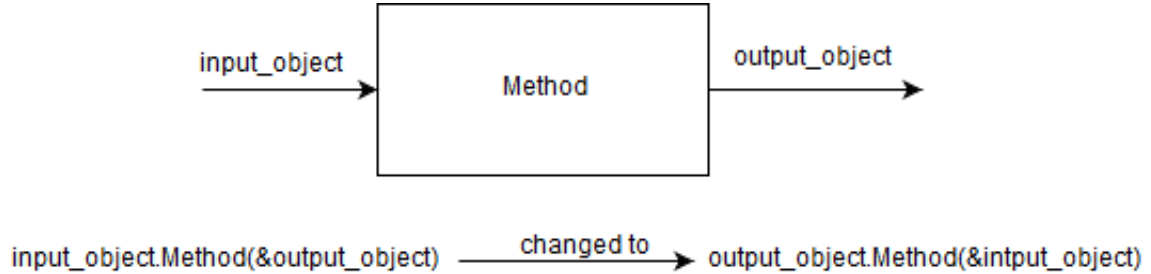 input_object
Method
output_object
input_object.Method(&output_object)
changed to
output_object.Method(&intput_object)